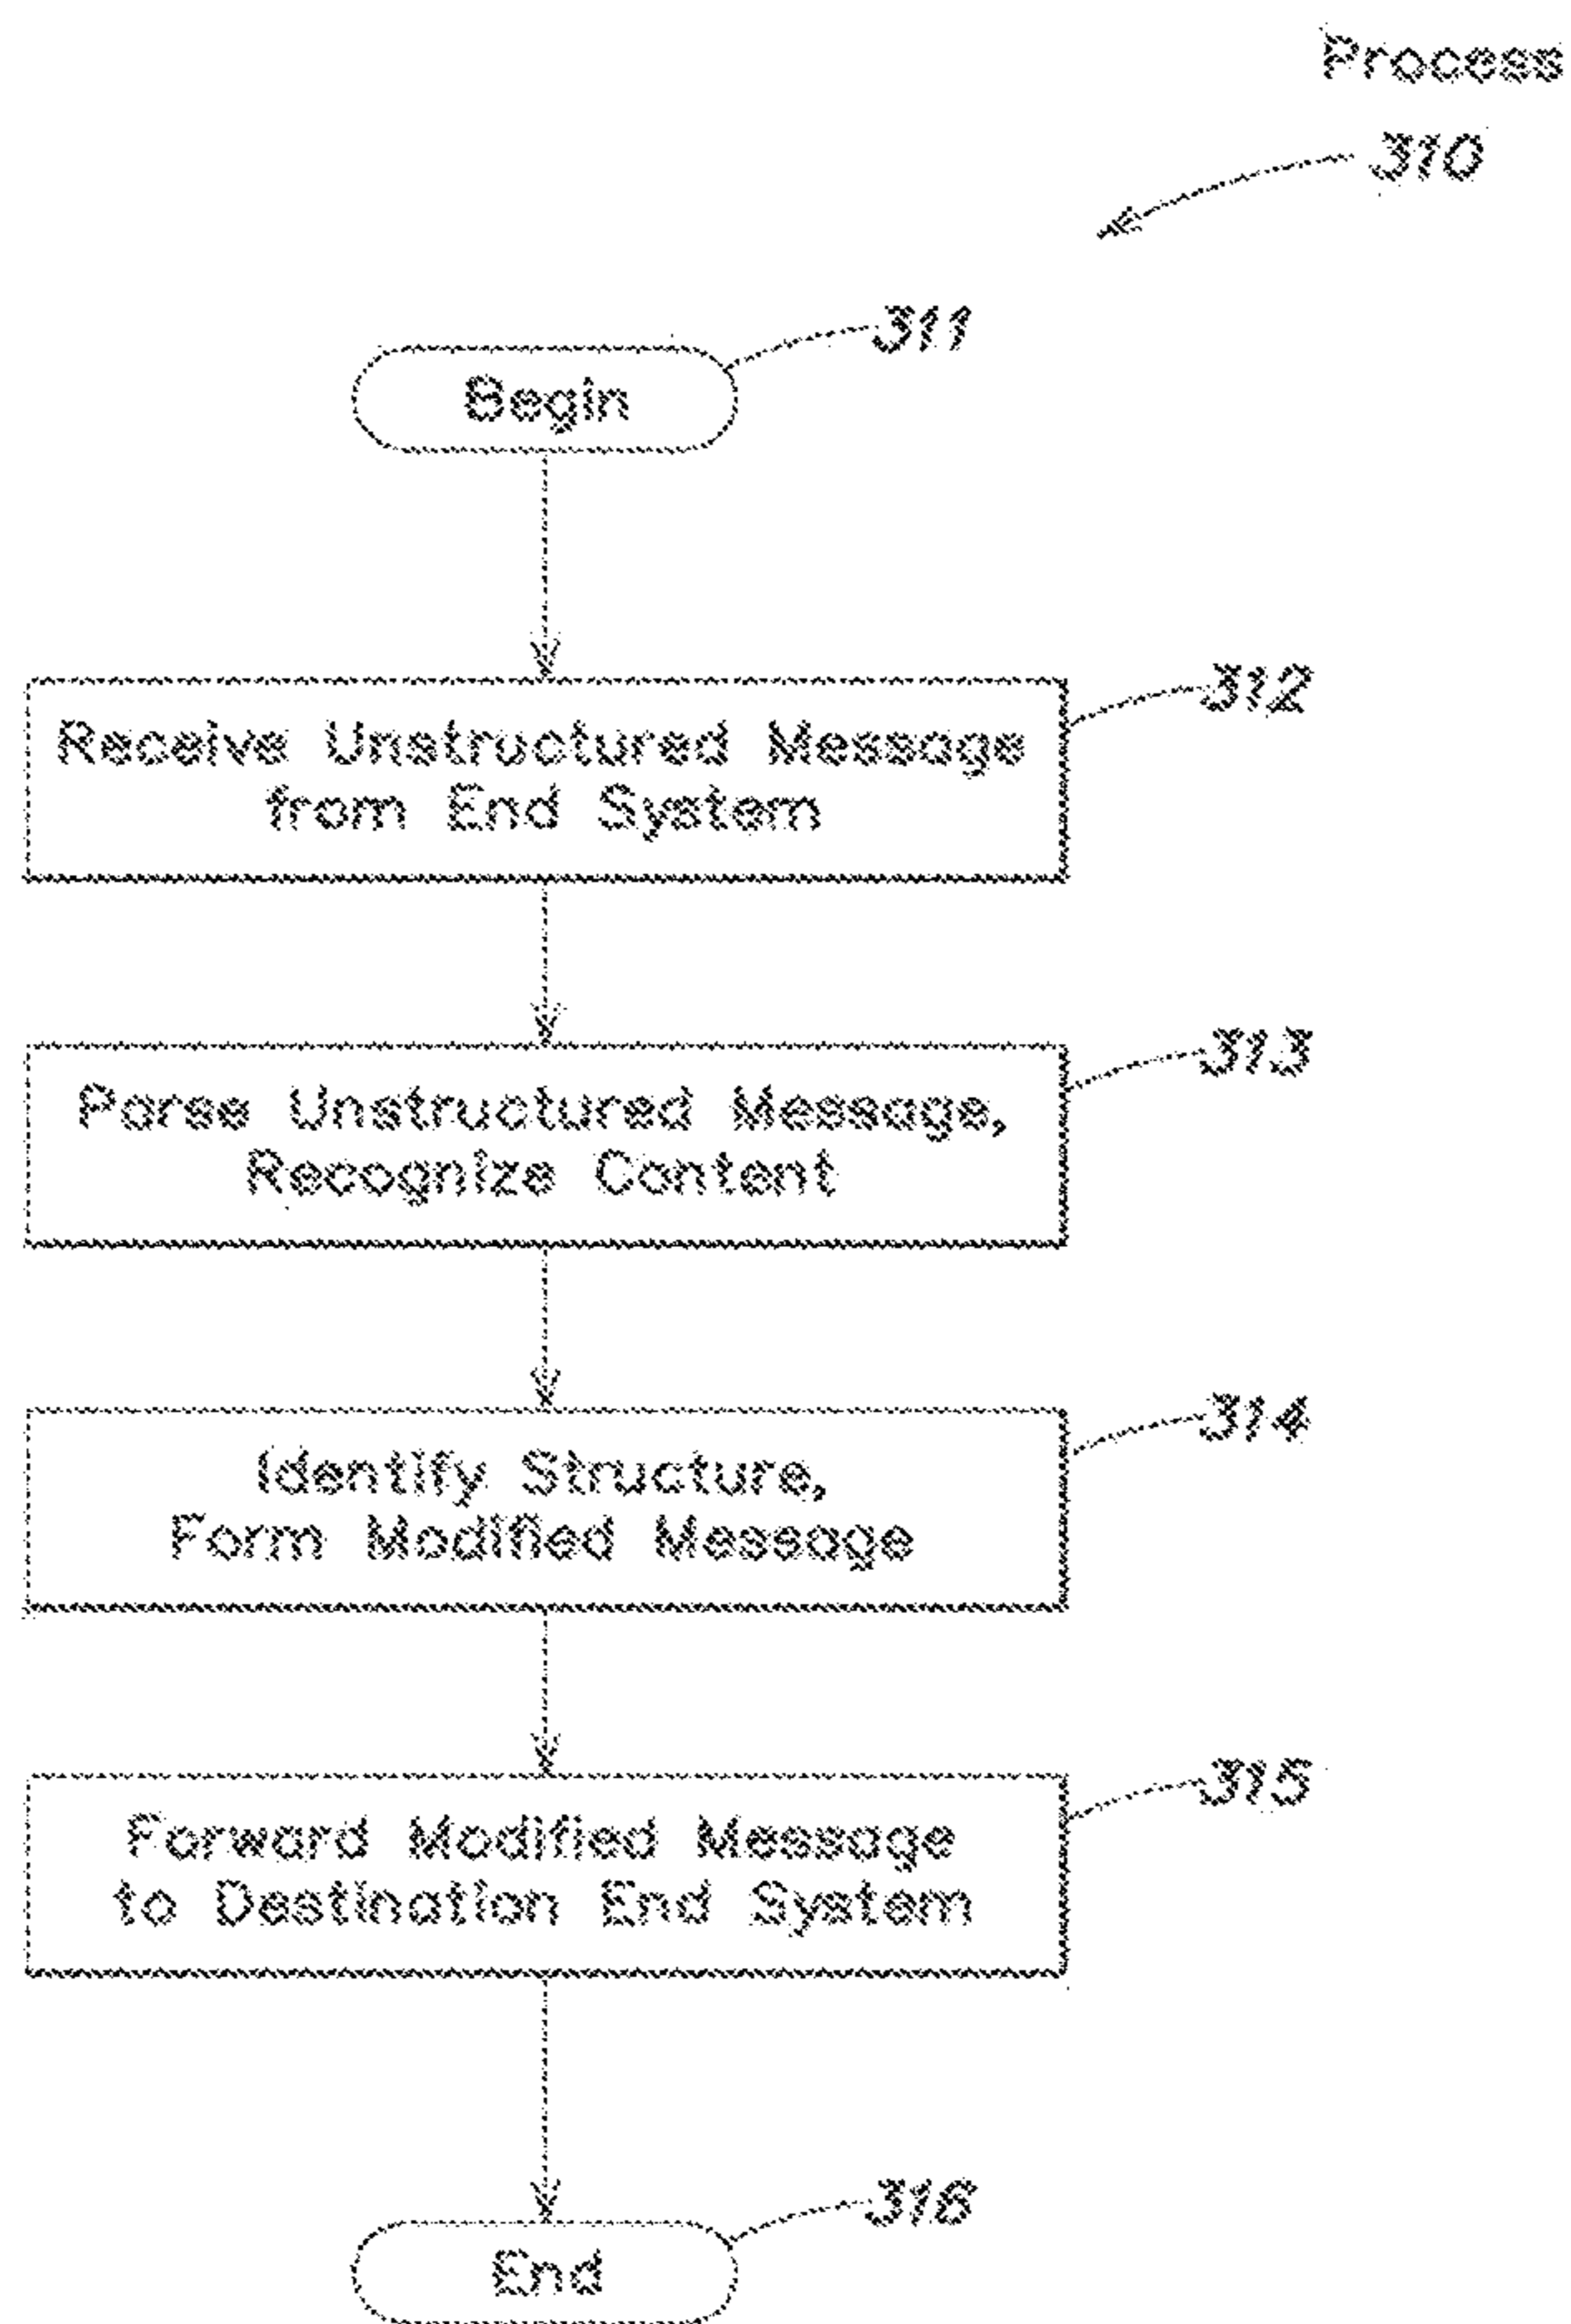 Process
310
311
Begin
312
Receive Unstructured Message
from End System
313
Parse Unstructured Message,
Recognize Content
314
Identify Structure,
Form Modified Message
315
Forward Modified Message
to Destination End System
316
End